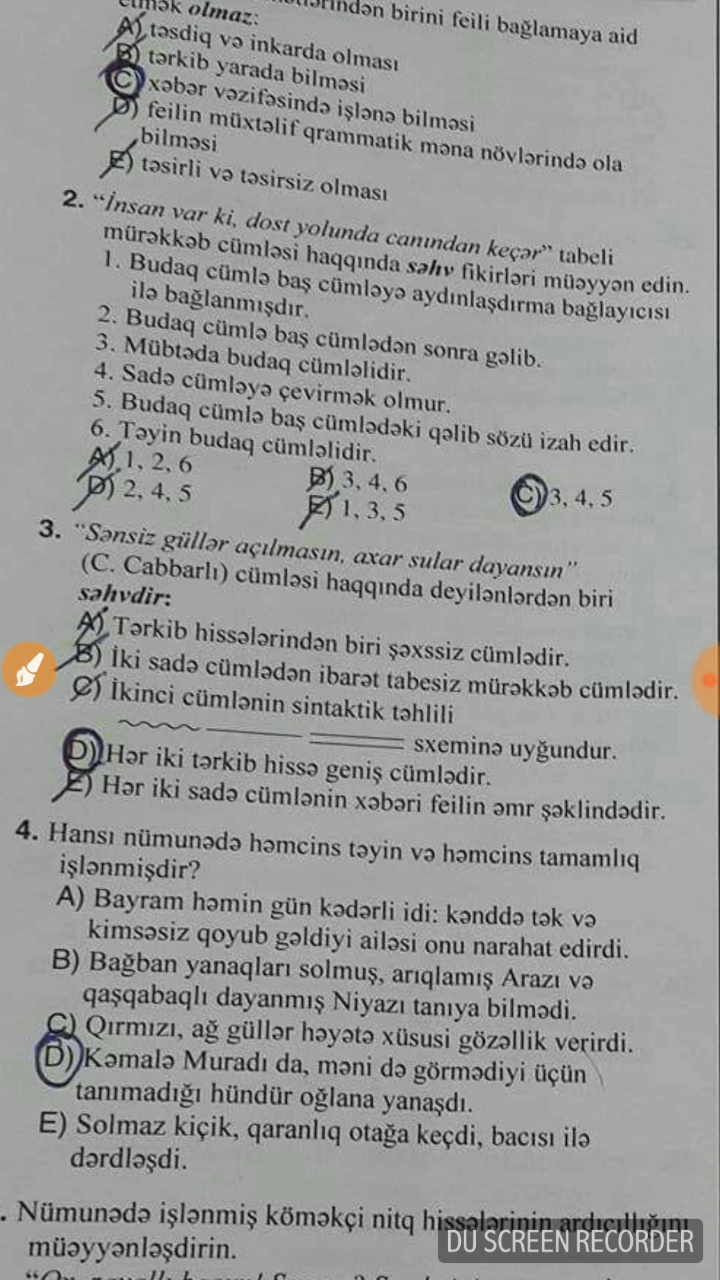 etmək olmaz:
birini feili bağlamaya aid
A) təsdiq və inkarda olması
B) tərkib yarada bilməsi
C) xəbər vəzifəsində işlənə bilməsi
D) feilin müxtəlif qrammatik məna növlərində ola
bilməsi
E) təsirli və təsirsiz olması
2. “İnsan var ki, dost yolunda canından keçər” tabeli
mürəkkəb cümləsi haqqında səhv fikirləri müəyyən edin.
1. Budaq cümlə baş cümləyə aydınlaşdırma bağlayıcısı
ilə bağlanmışdır.
2. Budaq cümlə baş cümlədən sonra gəlib.
3. Mübtəda budaq cümləlidir.
4. Sadə cümləyə çevirmək olmur.
5. Budaq cümlə baş cümlədəki qəlib sözü izah edir.
6. Təyin budaq cümləlidir.
A) 1, 2, 6 B) 3, 4, 6 C) 3, 4, 5
D) 2, 4, 5 E) 1, 3, 5
3. “Sənsiz güllər açılmasın, axar sular dayansın”
(C. Cabbarlı) cümləsi haqqında deyilənlərdən biri
səhvdir:
A) Tərkib hissələrindən biri şəxssiz cümlədir.
B) İki sadə cümlədən ibarət tabesiz mürəkkəb cümlədir.
C) İkinci cümlənin sintaktik təhlili
sxeminə uyğundur.
D) Hər iki tərkib hissə geniş cümlədir.
E) Hər iki sadə cümlənin xəbəri feilin əmr şəklindədir.
4. Hansı nümunədə həmcins təyin və həmcins tamamlıq
işlənmişdir?
A) Bayram həmin gün kədərli idi: kənddə tək və
kimsəsiz qoyub gəldiyi ailəsi onu narahat edirdi.
B) Bağban yanaqları solmuş, arıqlamış Arazı və
qaşqabaqlı dayanmış Niyazı tanıya bilmədi.
C) Qırmızı, ağ güllər həyətə xüsusi gözəllik verirdi.
D) Kəmalə Muradı da, məni də görmədiyi üçün
tanımadığı hündür oğlana yanaşdı.
E) Solmaz kiçik, qaranlıq otağa keçdi, bacısı ilə
dərdləşdi.
. Nümunədə işlənmiş köməkçi nitq hissələrinin ardıcıllığını
müəyyənləşdirin.
DU SCREEN RECORDER